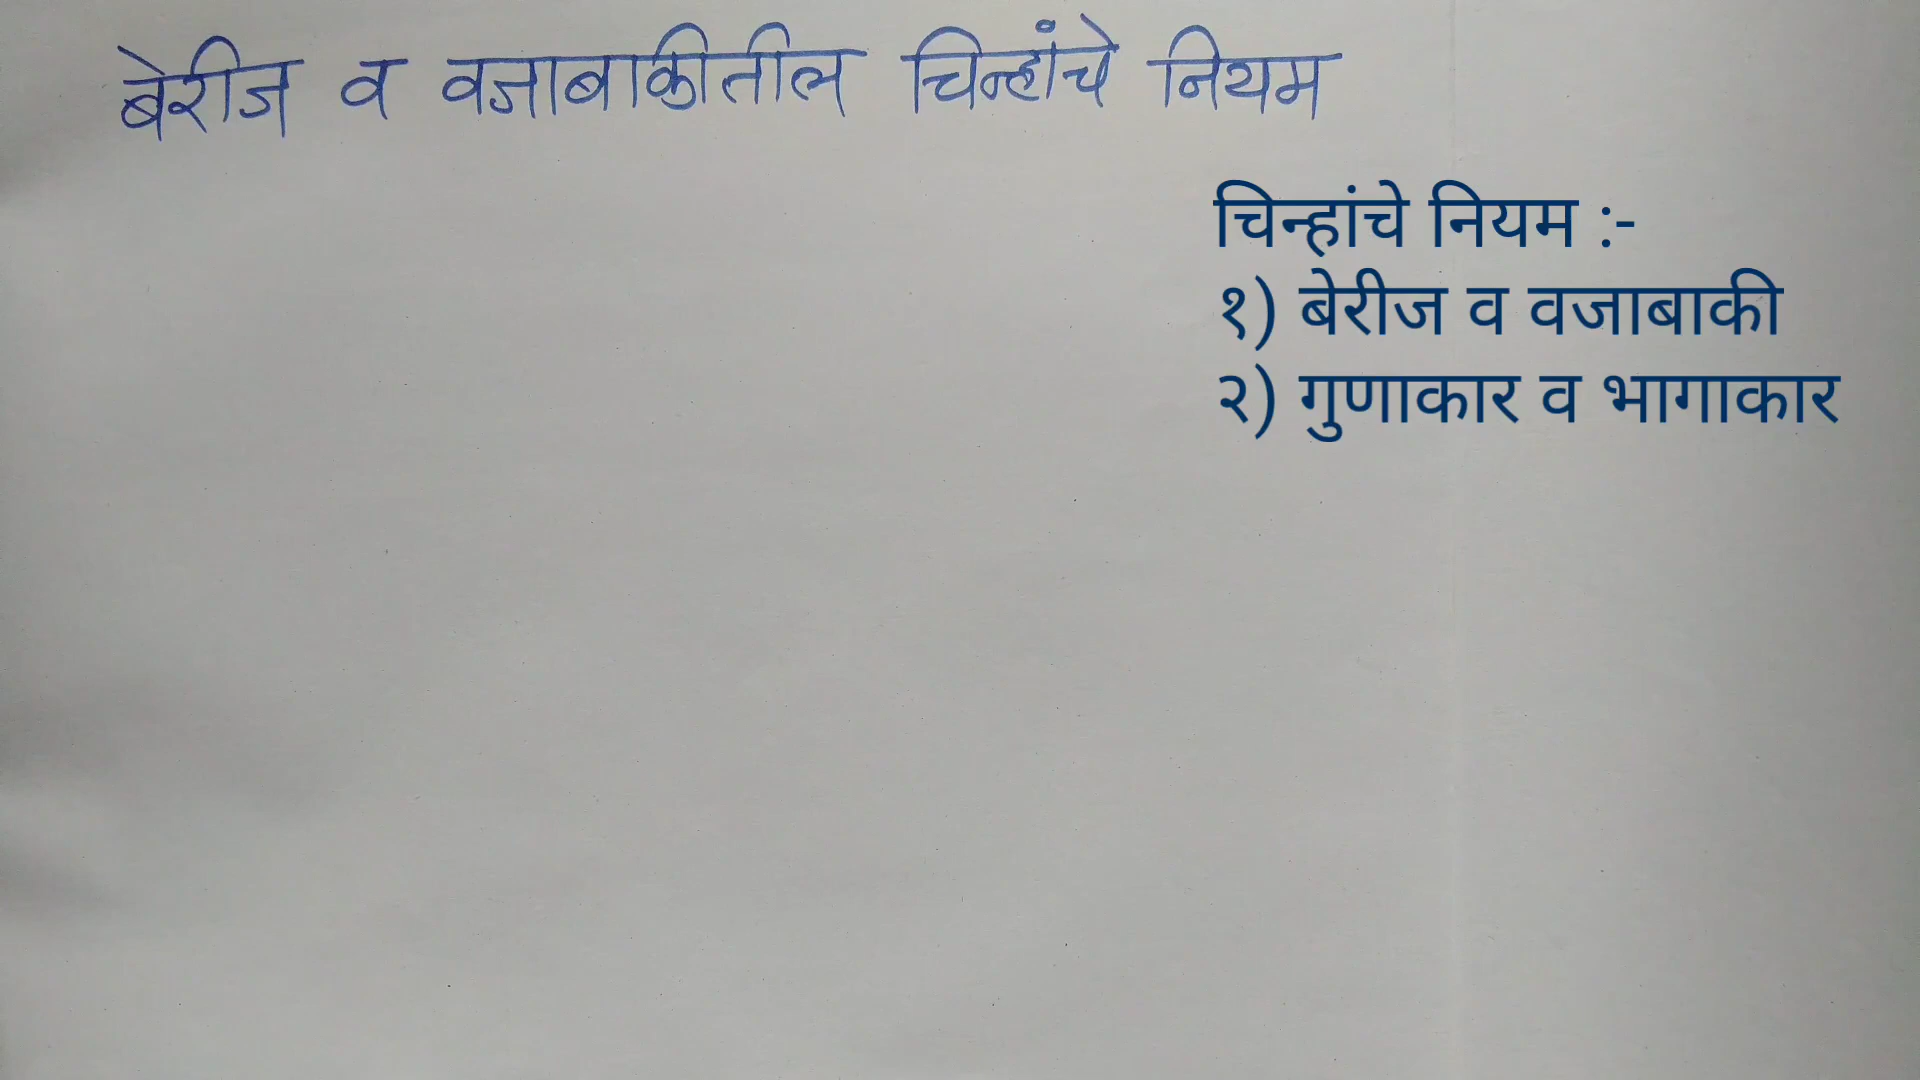 बेरीज व वजाबाकीतील चिन्हांचे नियम
चिन्हांचे नियम :-
१) बेरीज व वजाबाकी
२) गुणाकार व भागाकार